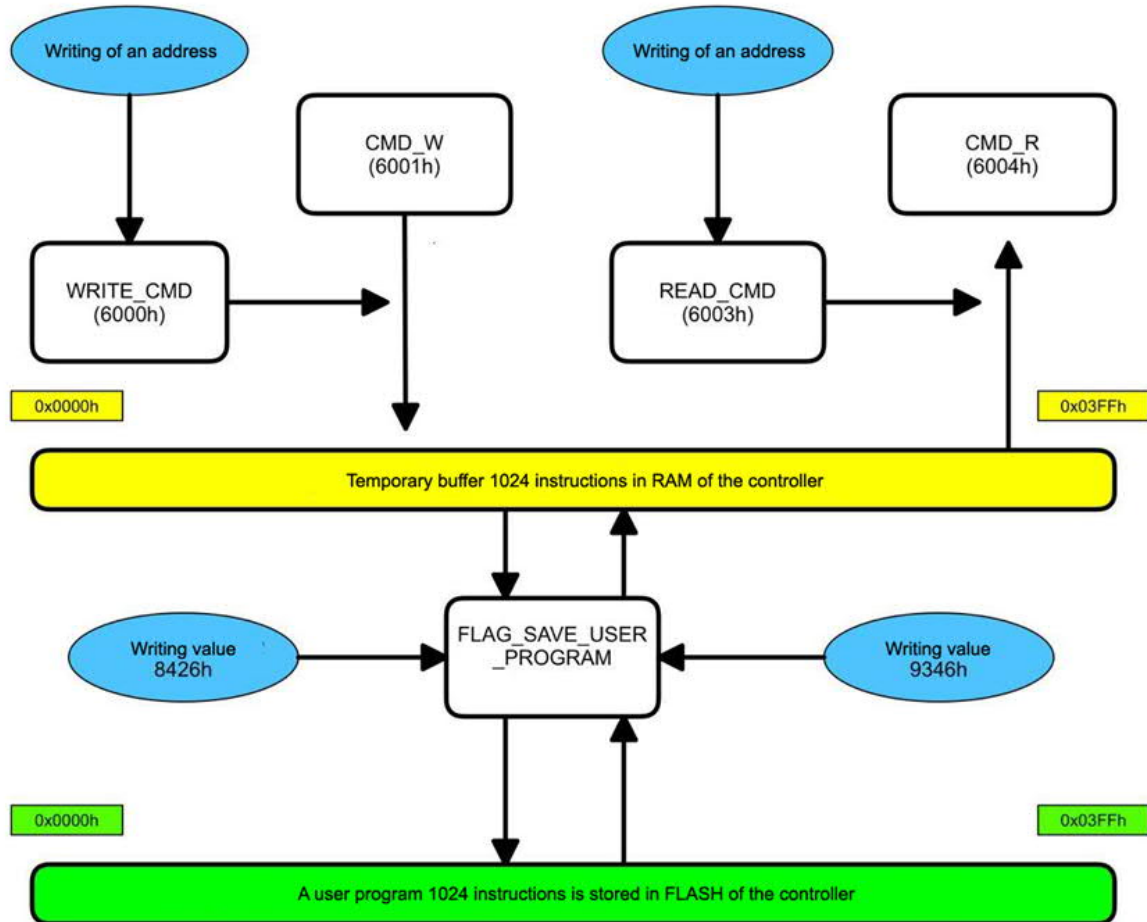 Writing of an address
Writing of an address
CMD_W
(6001h)
CMD_R
(6004h)
WRITE_CMD
(6000h)
READ_CMD
(6003h)
0x0000h
0x03FFh
Temporary buffer 1024 instructions in RAM of the controller
FLAG_SAVE_USER
_PROGRAM
Writing value
8426h
Writing value
9346h
0x0000h
0x03FFh
A user program 1024 instructions is stored in FLASH of the controller